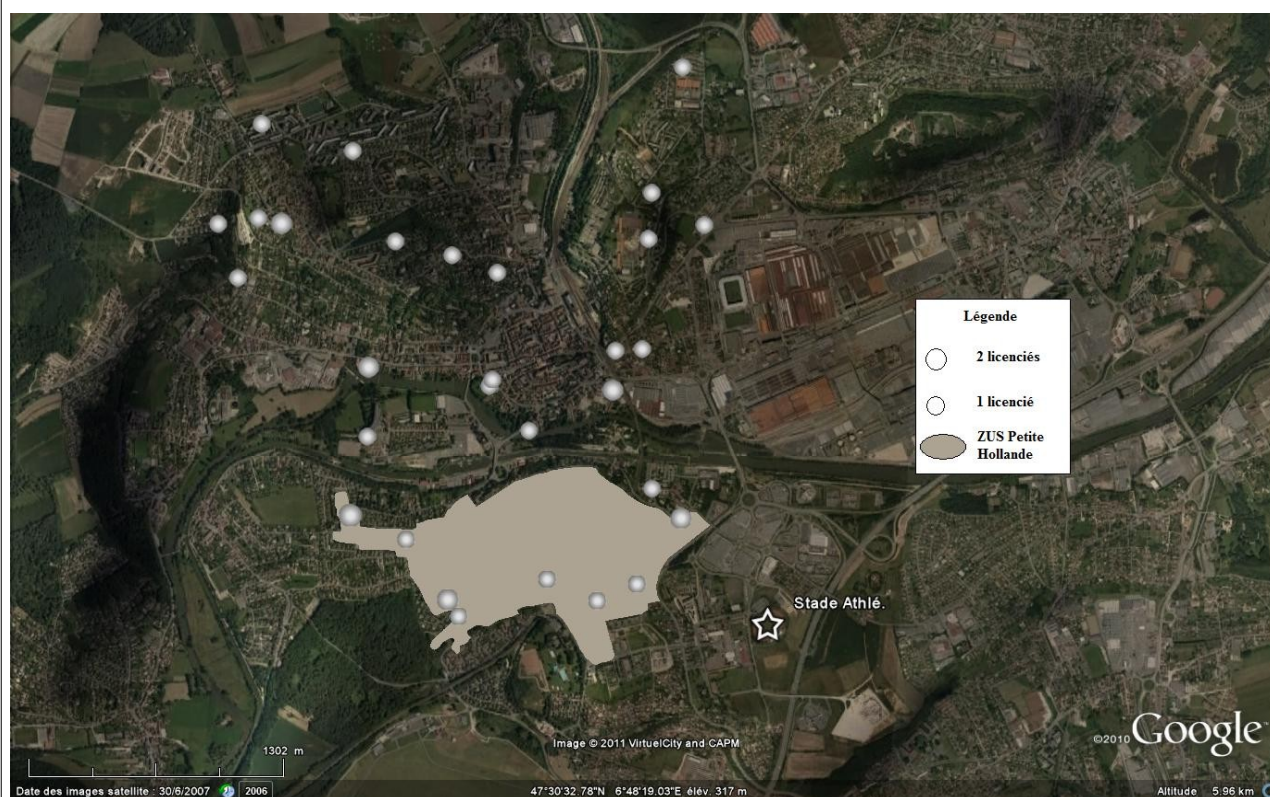 Légende
2 licenciés
1 licencié
ZUS Petite
Hollande
Stade Athlé.
1302 m
Image © 2011 VirtuelCity and CAPM
©2010 Google
Date des images satellite : 30/6/2007 2006 47°30'32.78"N 6°48'19.03"E élév. 317 m Altitude 5.96 km